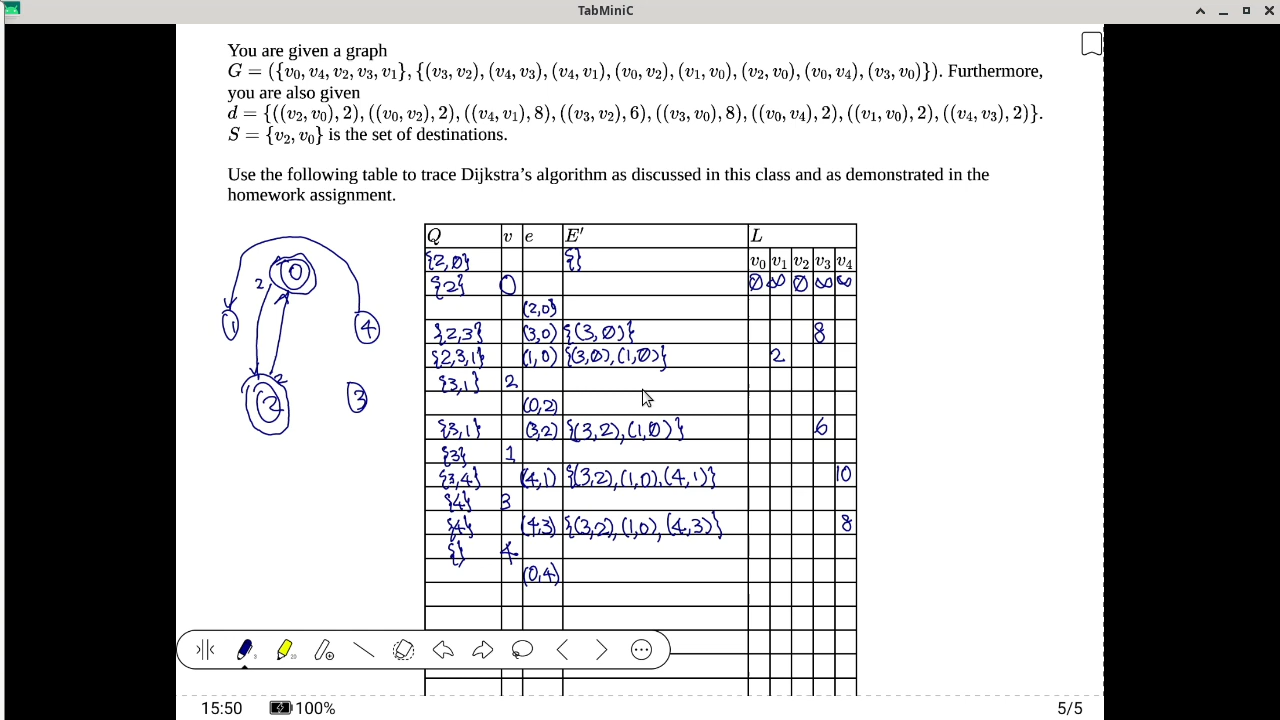 TabMiniC
You are given a graph
G = ({v₀, v₄, v₂, v₃, v₁}, {(v₃, v₂), (v₄, v₃), (v₄, v₁), (v₀, v₂), (v₁, v₀), (v₂, v₀), (v₀, v₄), (v₃, v₀)}). Furthermore,
you are also given
d = {((v₂, v₀), 2), ((v₀, v₂), 2), ((v₄, v₁), 8), ((v₃, v₂), 6), ((v₃, v₀), 8), ((v₀, v₄), 2), ((v₁, v₀), 2), ((v₄, v₃), 2)}.
S = {v₂, v₀} is the set of destinations.
Use the following table to trace Dijkstra's algorithm as discussed in this class and as demonstrated in the
homework assignment.
0
2
1
4
2
2
3
Q v e E′ L
{2,0} {} v₀ v₁ v₂ v₃ v₄
{2} 0 0 ∞ 0 ∞ ∞
(2,0)
{2,3} (3,0) {(3,0)} 8
{2,3,1} (1,0) {(3,0),(1,0)} 2
{3,1} 2
(0,2)
{3,1} (3,2) {(3,2),(1,0)} 6
{3} 1
{3,4} (4,1) {(3,2),(1,0),(4,1)} 10
{4} 3
{4} (4,3) {(3,2),(1,0),(4,3)} 8
{} 4
(0,4)
15:50 100% 5/5